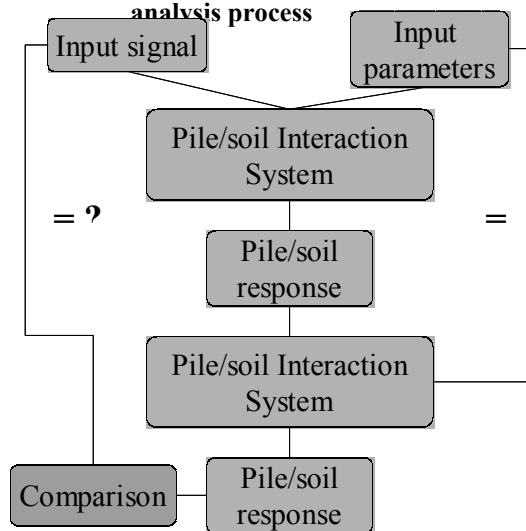 analysis process
Input signal
Input
parameters
Pile/soil Interaction
System
= ?
=
Pile/soil
response
Pile/soil Interaction
System
Pile/soil
response
Comparison